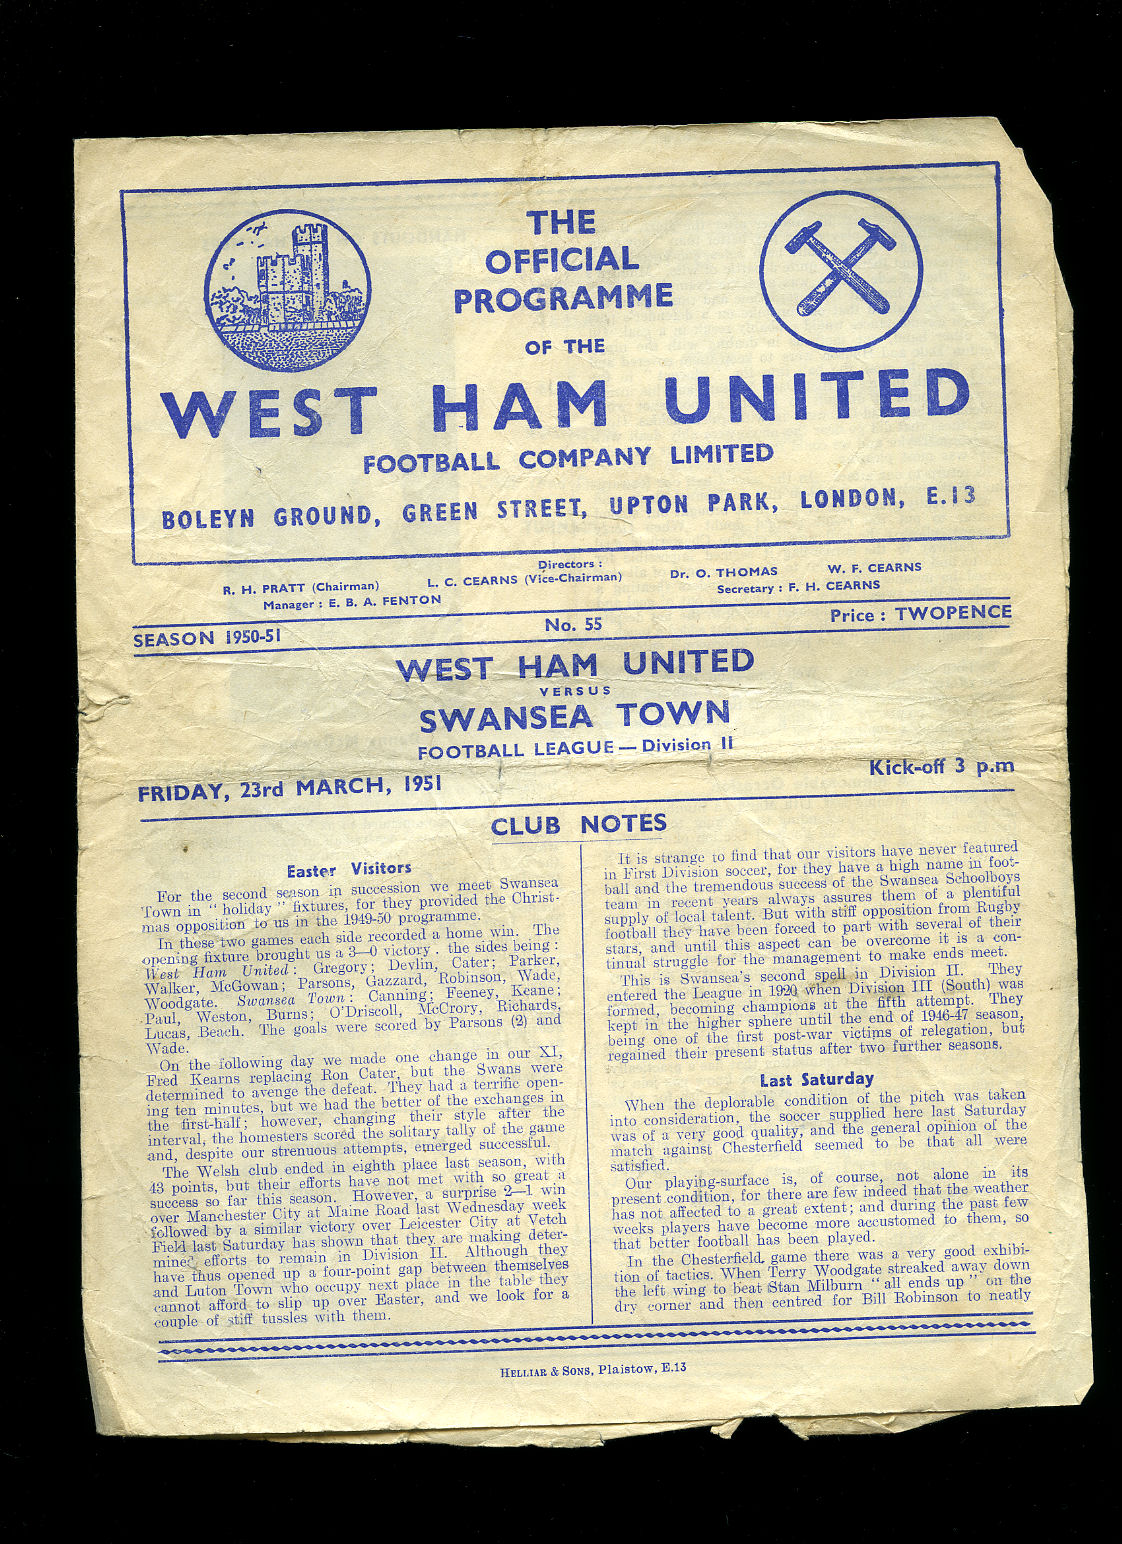 THE
OFFICIAL
PROGRAMME
OF THE
WEST HAM UNITED
FOOTBALL COMPANY LIMITED
BOLEYN GROUND, GREEN STREET, UPTON PARK, LONDON, E.13
Directors :
R. H. PRATT (Chairman) L. C. CEARNS (Vice-Chairman) Dr. O. THOMAS W. F. CEARNS
Manager : E. B. A. FENTON Secretary : F. H. CEARNS
SEASON 1950-51 No. 55 Price : TWOPENCE
WEST HAM UNITED
VERSUS
SWANSEA TOWN
FOOTBALL LEAGUE — Division II
FRIDAY, 23rd MARCH, 1951 Kick-off 3 p.m
CLUB NOTES
Easter Visitors
For the second season in succession we meet Swansea
Town in " holiday " fixtures, for they provided the Christ-
mas opposition to us in the 1949-50 programme.
In these two games each side recorded a home win. The
opening fixture brought us a 3—0 victory . the sides being :
West Ham United : Gregory; Devlin, Cater; Parker,
Walker, McGowan; Parsons, Gazzard, Robinson, Wade,
Woodgate. Swansea Town : Canning; Feeney, Keane;
Paul, Weston, Burns; O'Driscoll, McCrory, Richards,
Lucas, Beach. The goals were scored by Parsons (2) and
Wade.
On the following day we made one change in our XI,
Fred Kearns replacing Ron Cater, but the Swans were
determined to avenge the defeat. They had a terrific open-
ing ten minutes, but we had the better of the exchanges in
the first-half; however, changing their style after the
interval, the homesters scored the solitary tally of the game
and, despite our strenuous attempts, emerged successful.
The Welsh club ended in eighth place last season, with
43 points, but their efforts have not met with so great a
success so far this season. However, a surprise 2—1 win
over Manchester City at Maine Road last Wednesday week
followed by a similar victory over Leicester City at Vetch
Field last Saturday has shown that they are making deter-
mined efforts to remain in Division II. Although they
have thus opened up a four-point gap between themselves
and Luton Town who occupy next place in the table they
cannot afford to slip up over Easter, and we look for a
couple of stiff tussles with them.
It is strange to find that our visitors have never featured
in First Division soccer, for they have a high name in foot-
ball and the tremendous success of the Swansea Schoolboys
team in recent years always assures them of a plentiful
supply of local talent. But with stiff opposition from Rugby
football they have been forced to part with several of their
stars, and until this aspect can be overcome it is a con-
tinual struggle for the management to make ends meet.
This is Swansea's second spell in Division II. They
entered the League in 1920 when Division III (South) was
formed, becoming champions at the fifth attempt. They
kept in the higher sphere until the end of 1946-47 season,
being one of the first post-war victims of relegation, but
regained their present status after two further seasons.
Last Saturday
When the deplorable condition of the pitch was taken
into consideration, the soccer supplied here last Saturday
was of a very good quality, and the general opinion of the
match against Chesterfield seemed to be that all were
satisfied.
Our playing-surface is, of course, not alone in its
present condition, for there are few indeed that the weather
has not affected to a great extent; and during the past few
weeks players have become more accustomed to them, so
that better football has been played.
In the Chesterfield game there was a very good exhibi-
tion of tactics. When Terry Woodgate streaked away down
the left wing to beat Stan Milburn " all ends up " on the
dry corner and then centred for Bill Robinson to neatly
HELLIAR & SONS, Plaistow, E.13